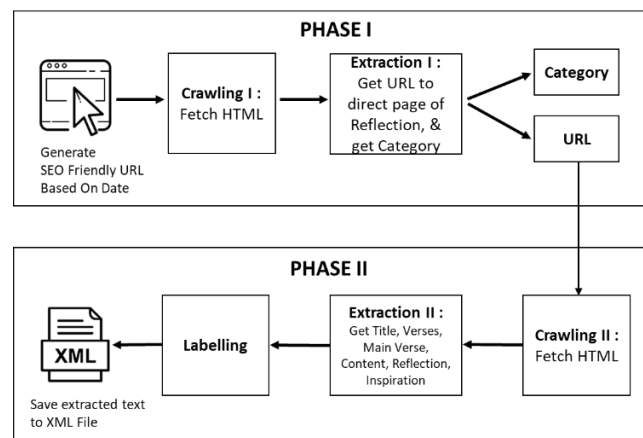 PHASE I
Generate
SEO Friendly URL
Based On Date
Crawling I :
Fetch HTML
Extraction I :
Get URL to
direct page of
Reflection, &
get Category
Category
URL
PHASE II
XML
Save extracted text
to XML File
Labelling
Extraction II :
Get Title, Verses,
Main Verse,
Content, Reflection,
Inspiration
Crawling II :
Fetch HTML